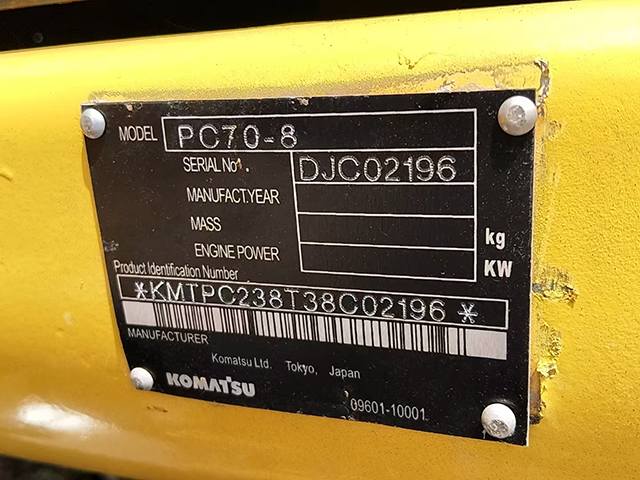 MODEL PC70-8
SERIAL No. DJC02196
MANUFACT.YEAR
MASS kg
ENGINE POWER KW
Product Identification Number
*KMTPC238T38C02196*
MANUFACTURER
Komatsu Ltd. Tokyo, Japan
KOMATSU
09601-10001